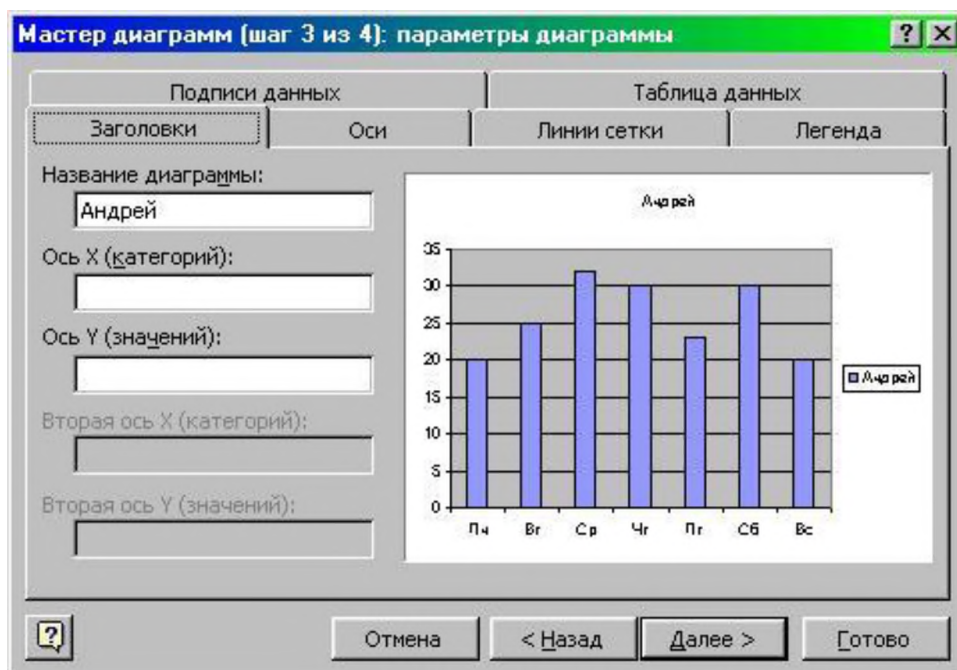 Мастер диаграмм (шаг 3 из 4): параметры диаграммы
Подписи данных
Таблица данных
Заголовки
Оси
Линии сетки
Легенда
Название диаграммы:
Андрей
Ось X (категорий):
Ось Y (значений):
Вторая ось X (категорий):
Вторая ось Y (значений):
Андрей
35
30
25
20
15
10
5
0
Пн Вт Ср Чт Пт Сб Вс
Андрей
Отмена
< Назад
Далее >
Готово